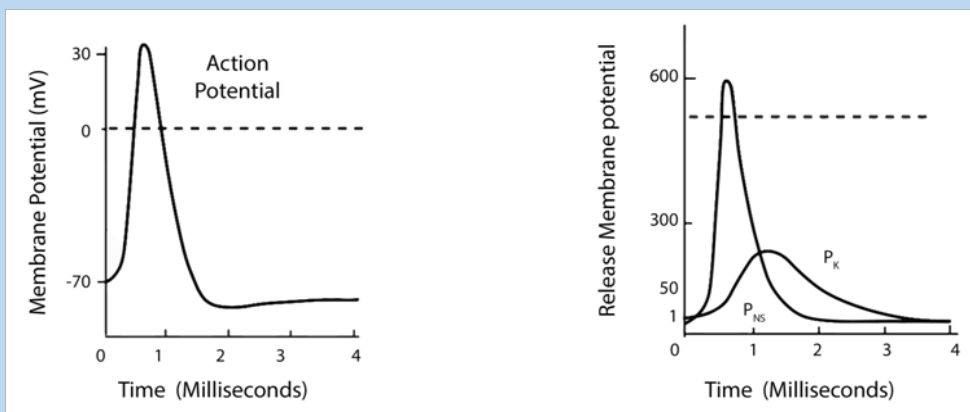 Membrane Potential (mV)
30
0
-70
Action
Potential
0
1
2
3
4
Time (Milliseconds)
Release Membrane potential
600
300
50
1
P_K
P_NS
0
1
2
3
4
Time (Milliseconds)